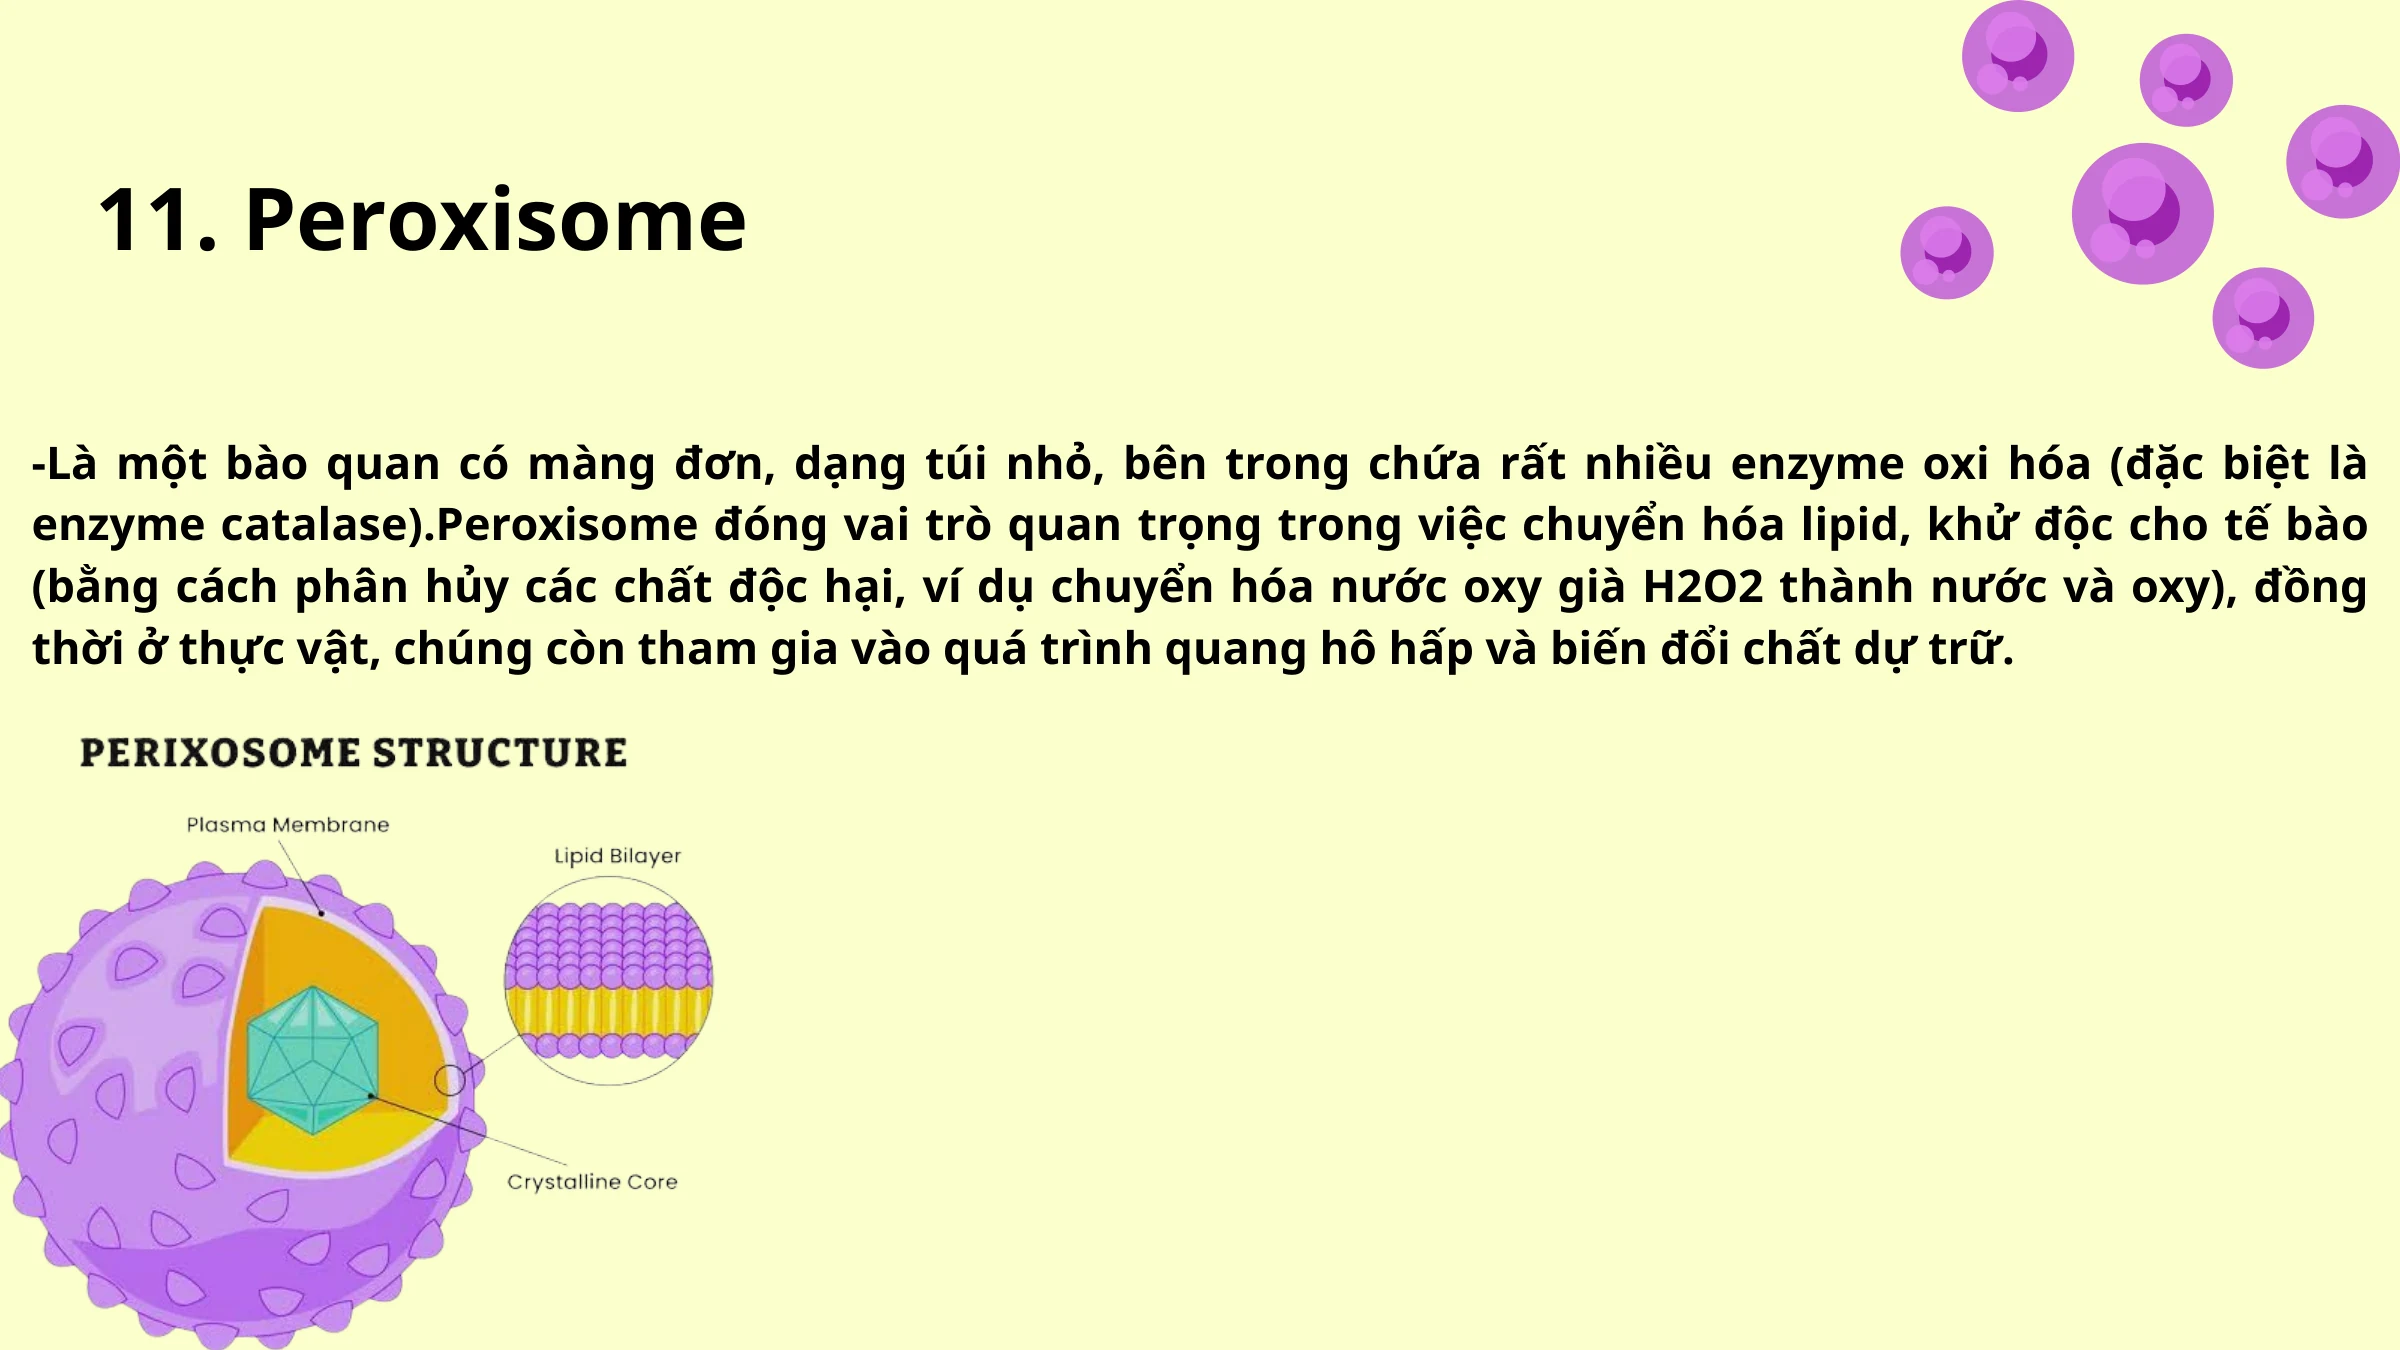 11. Peroxisome
-Là một bào quan có màng đơn, dạng túi nhỏ, bên trong chứa rất nhiều enzyme oxi hóa (đặc biệt là
enzyme catalase).Peroxisome đóng vai trò quan trọng trong việc chuyển hóa lipid, khử độc cho tế bào
(bằng cách phân hủy các chất độc hại, ví dụ chuyển hóa nước oxy già H2O2 thành nước và oxy), đồng
thời ở thực vật, chúng còn tham gia vào quá trình quang hô hấp và biến đổi chất dự trữ.
PERIXOSOME STRUCTURE
Plasma Membrane
Lipid Bilayer
Crystalline Core